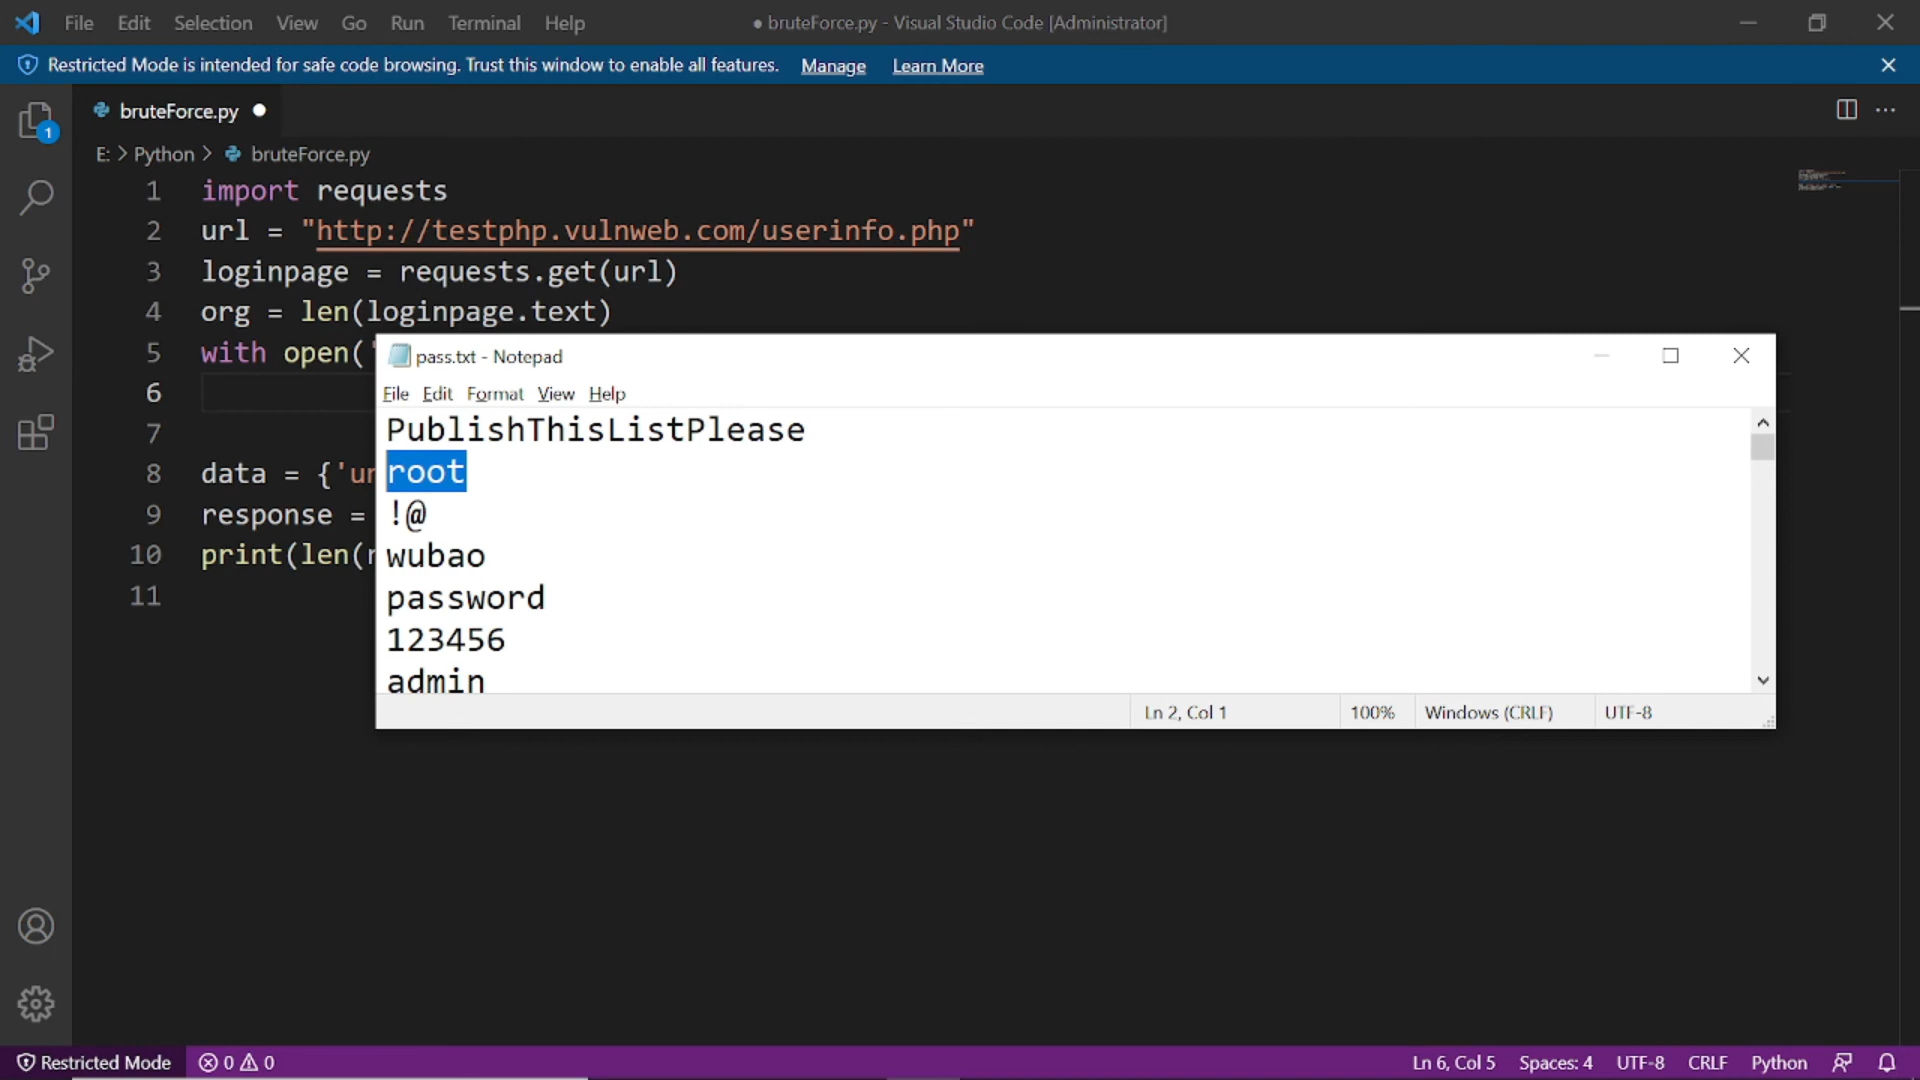 File Edit Selection View Go Run Terminal Help ● bruteForce.py - Visual Studio Code [Administrator]
Restricted Mode is intended for safe code browsing. Trust this window to enable all features. Manage Learn More
bruteForce.py ●
E: > Python > bruteForce.py
1 import requests
2 url = "http://testphp.vulnweb.com/userinfo.php"
3 loginpage = requests.get(url)
4 org = len(loginpage.text)
5 with open('
6
7
8 data = {'un
9 response =
10 print(len(r
11
pass.txt - Notepad
File Edit Format View Help
PublishThisListPlease
root
!@
wubao
password
123456
admin
Ln 2, Col 1 100% Windows (CRLF) UTF-8
1
Restricted Mode 0 0 Ln 6, Col 5 Spaces: 4 UTF-8 CRLF Python